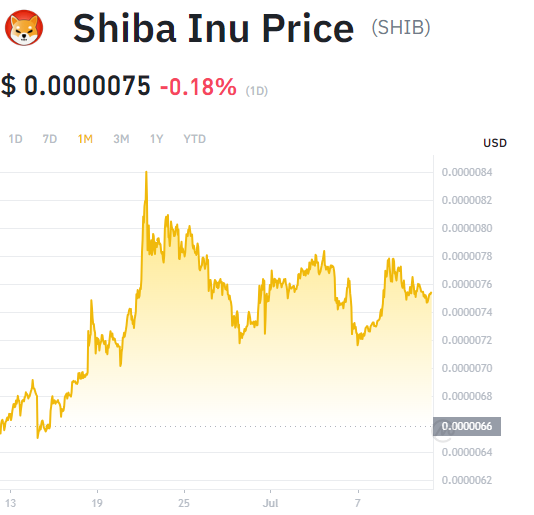 Shiba Inu Price (SHIB)
$ 0.0000075 -0.18% (1D)
1D 7D 1M 3M 1Y YTD
USD
0.0000084
0.0000082
0.0000080
0.0000078
0.0000076
0.0000074
0.0000072
0.0000070
0.0000068
0.0000066
0.0000064
0.0000062
13 19 25 Jul 7